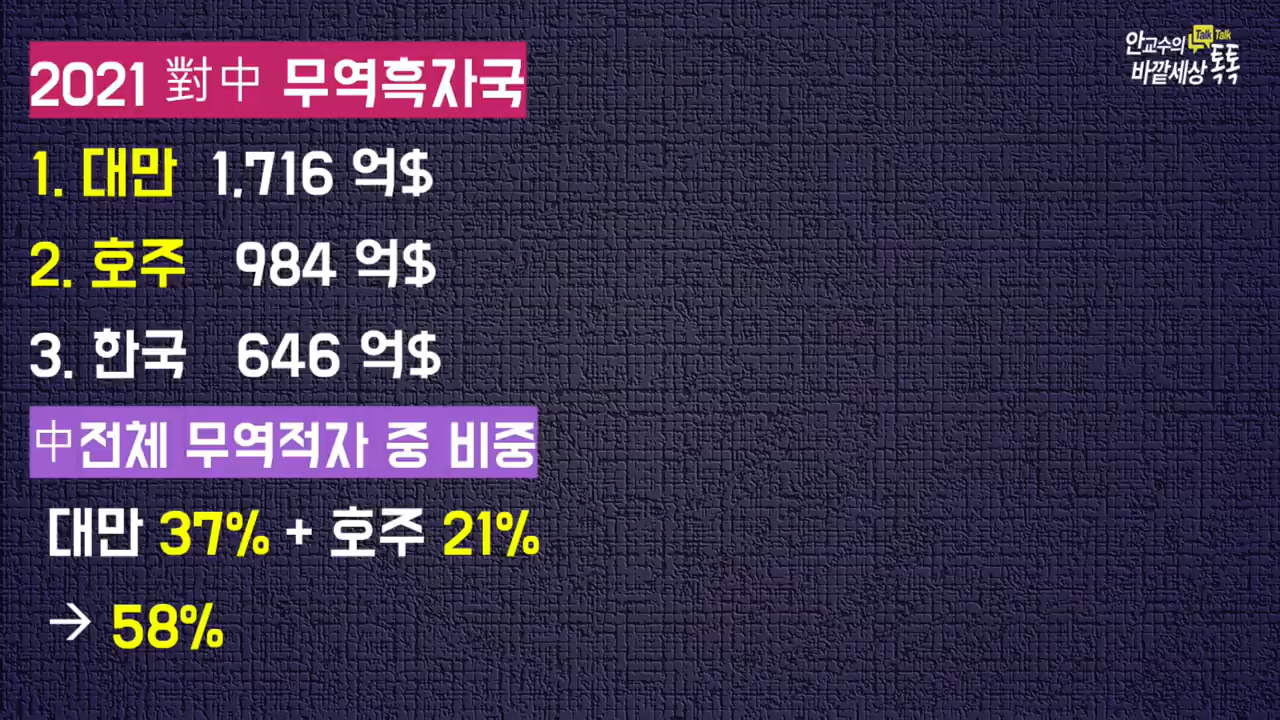 2021 對中 무역흑자국
1. 대만 1,716 억$
2. 호주 984 억$
3. 한국 646 억$
中전체 무역적자 중 비중
대만 37% + 호주 21%
→ 58%
안교수의 Talk Talk
바깥세상 톡톡